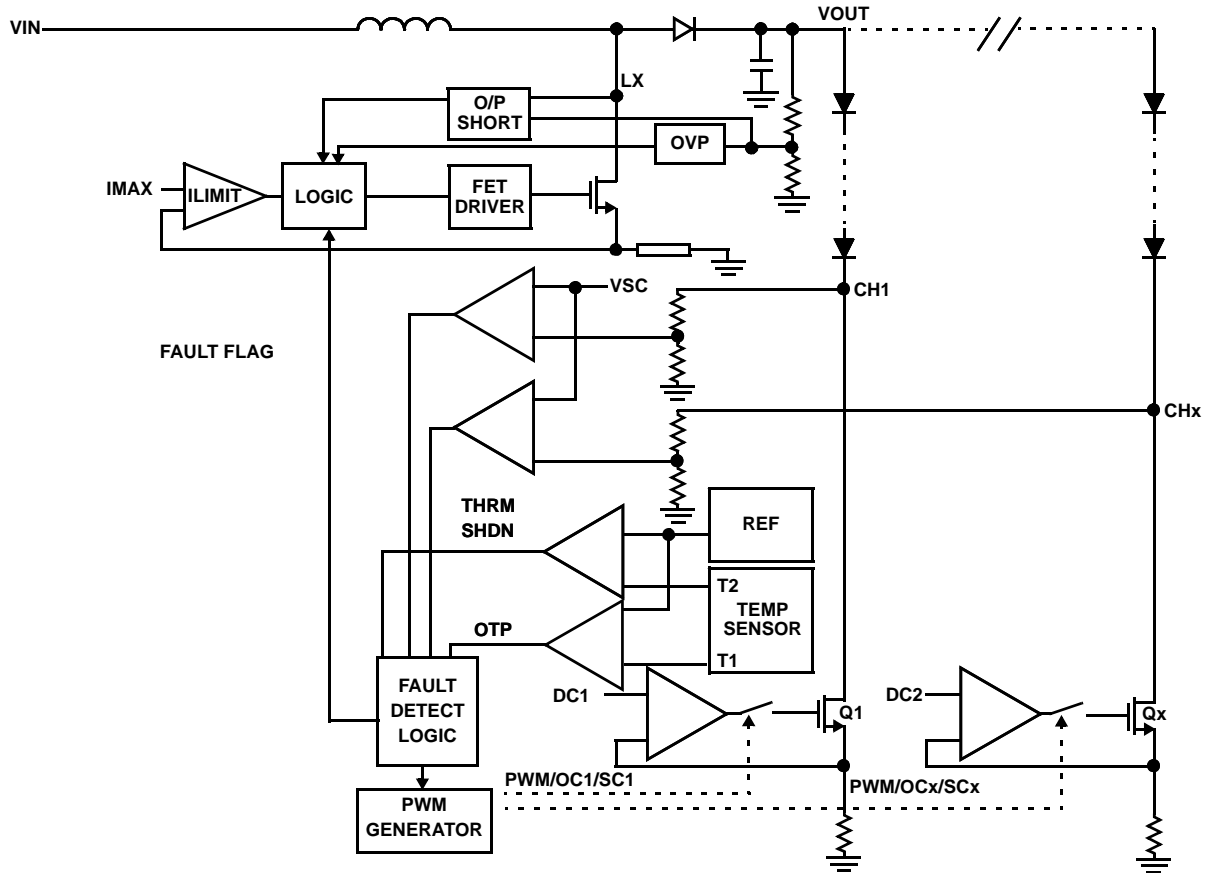 VIN
VOUT
LX
O/P
SHORT
OVP
IMAX
ILIMIT
LOGIC
FET
DRIVER
VSC
CH1
FAULT FLAG
CHx
THRM
SHDN
REF
T2
TEMP
SENSOR
OTP
T1
FAULT
DETECT
LOGIC
DC1
Q1
DC2
Qx
PWM/OC1/SC1
PWM/OCx/SCx
PWM
GENERATOR